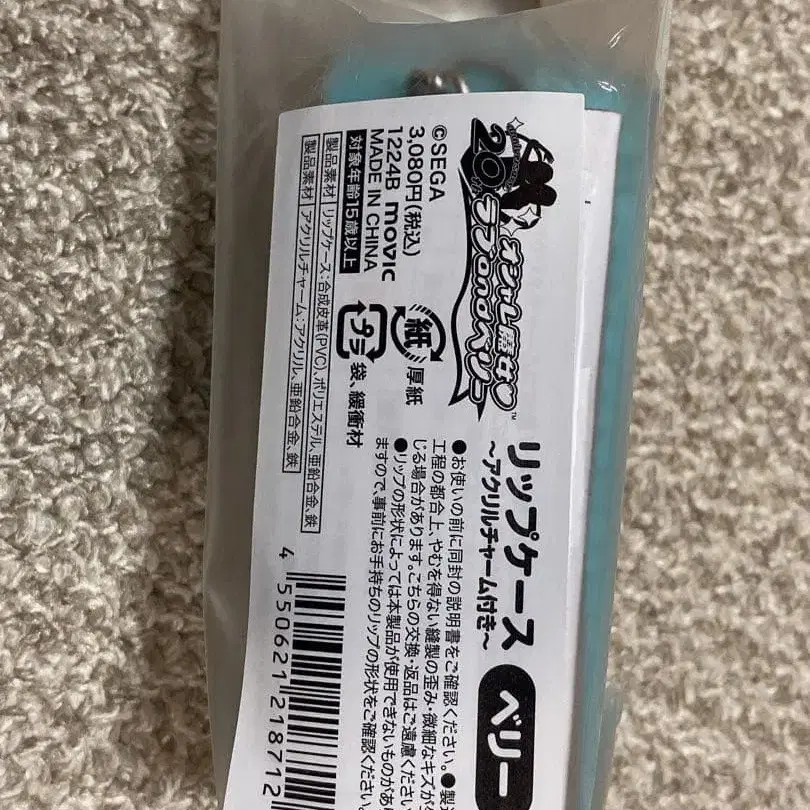 20th
オシャレ魔女♥
ラブandベリー
™
リップケース
~アクリルチャーム付き~
ベリー
©SEGA
3,080円(税込)
1224B movic
MADE IN CHINA
対象年齢15歳以上
製品素材 リップケース:合成皮革(PVC)、ポリエステル、亜鉛合金、鉄
製品素材 アクリルチャーム:アクリル、亜鉛合金、鉄
紙 厚紙
プラ 袋、緩衝材
●お使いの前に同封の説明書をご確認ください。●製造
工程の都合上、やむを得ない縫製の歪み・微細なキズが生
じる場合があります。こちらの交換・返品はご遠慮ください
●リップの形状によっては本製品が使用できないものがあ
ますので、事前にお手持ちのリップの形状をご確認ください。
4 550621 218712